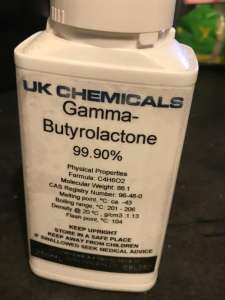 UK CHEMICALS
Gamma-
Butyrolactone
99.90%
Physical Properties
Formula: C4H6O2
Molecular Weight: 86.1
CAS Registry Number: 96-48-0
Melting point, °C: ca. -43
Boiling range, °C: 201 - 206
Density @ 20 °C, g/cm3 :1.13
Flash point, °C: 104
KEEP UPRIGHT
STORE IN A SAFE PLACE
KEEP AWAY FROM CHILDREN
IF SWALLOWED SEEK MEDICAL ADVICE